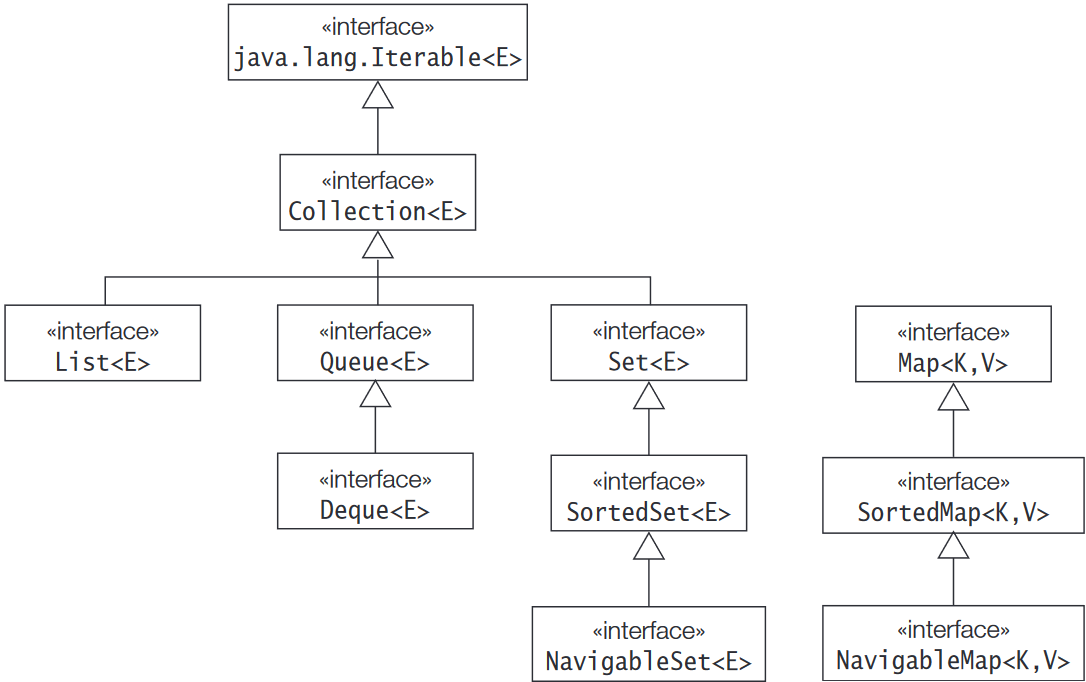 «interface»
java.lang.Iterable<E>
«interface»
Collection<E>
«interface»
List<E>
«interface»
Queue<E>
«interface»
Set<E>
«interface»
Map<K,V>
«interface»
Deque<E>
«interface»
SortedSet<E>
«interface»
SortedMap<K,V>
«interface»
NavigableSet<E>
«interface»
NavigableMap<K,V>